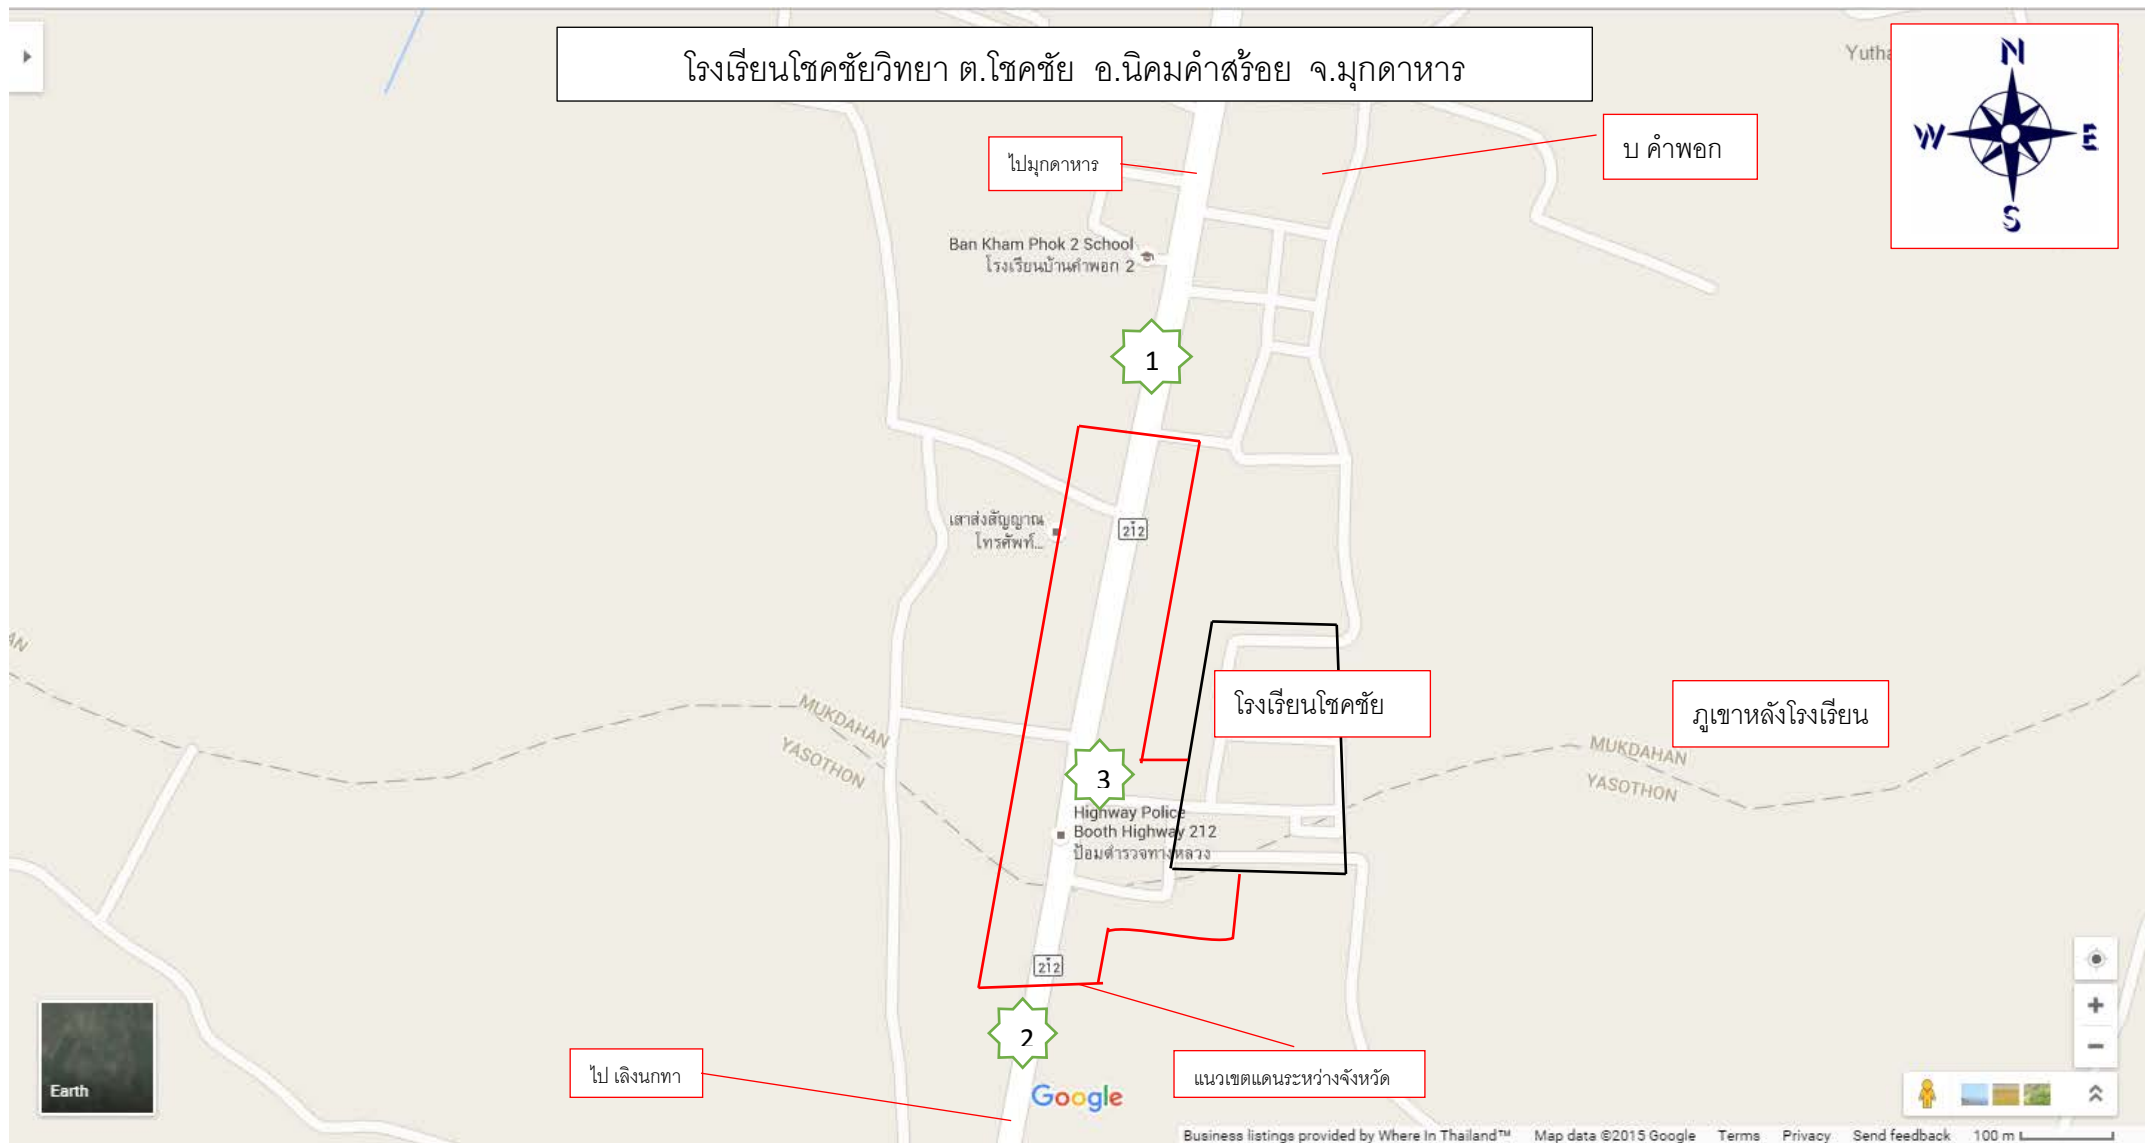 โรงเรียนโชคชัยวิทยา ต.โชคชัย อ.นิคมคำสร้อย จ.มุกดาหาร
N
W
E
S
บ คำพอก
ไปมุกดาหาร
Ban Kham Phok 2 School
โรงเรียนบ้านคำพอก 2
1
เสาส่งสัญญาณ
โทรศัพท์...
212
โรงเรียนโชคชัย
ภูเขาหลังโรงเรียน
MUKDAHAN
YASOTHON
MUKDAHAN
YASOTHON
3
Highway Police
Booth Highway 212
ป้อมตำรวจทางหลวง
212
2
ไป เลิงนกทา
แนวเขตแดนระหว่างจังหวัด
Earth
Google
Business listings provided by Where In Thailand™ Map data ©2015 Google Terms Privacy Send feedback 100 m